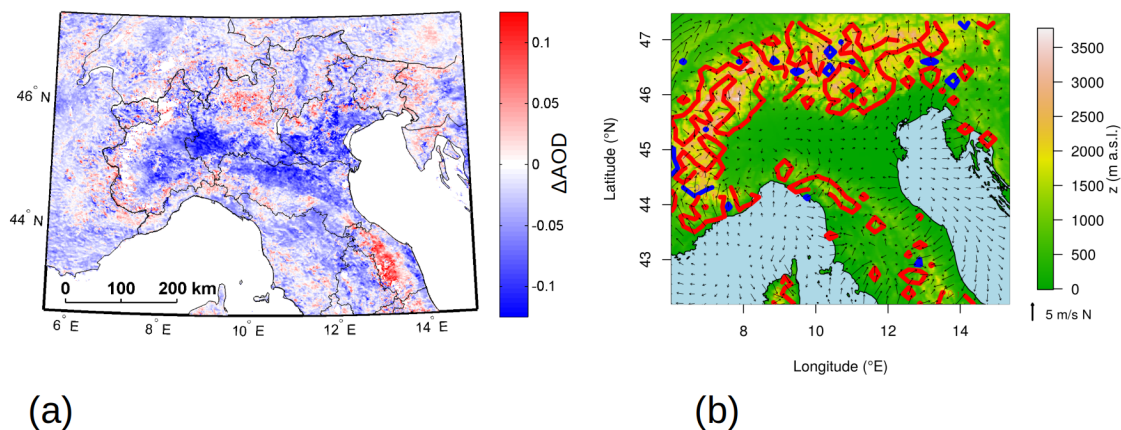 0.1
0.05
0
-0.05
-0.1
ΔAOD
46 °N
44 °N
0 100 200 km
6 °E 8 °E 10 °E 12 °E 14 °E
47
46
45
44
43
Latitude (°N)
8 10 12 14
Longitude (°E)
3500
3000
2500
2000
1500
1000
500
0
z (m a.s.l.)
5 m/s N
(a)
(b)